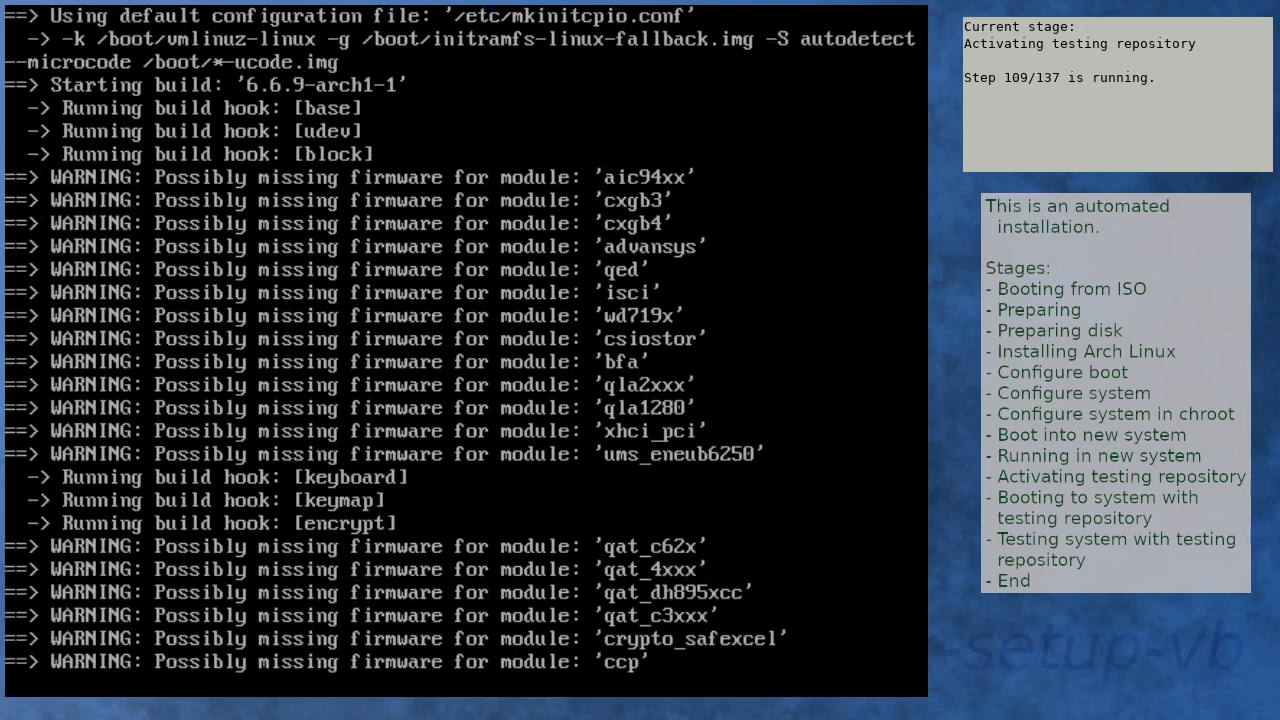 ==> Using default configuration file: '/etc/mkinitcpio.conf'
  -> -k /boot/vmlinuz-linux -g /boot/initramfs-linux-fallback.img -S autodetect
--microcode /boot/*-ucode.img
==> Starting build: '6.6.9-arch1-1'
  -> Running build hook: [base]
  -> Running build hook: [udev]
  -> Running build hook: [block]
==> WARNING: Possibly missing firmware for module: 'aic94xx'
==> WARNING: Possibly missing firmware for module: 'cxgb3'
==> WARNING: Possibly missing firmware for module: 'cxgb4'
==> WARNING: Possibly missing firmware for module: 'advansys'
==> WARNING: Possibly missing firmware for module: 'qed'
==> WARNING: Possibly missing firmware for module: 'isci'
==> WARNING: Possibly missing firmware for module: 'wd719x'
==> WARNING: Possibly missing firmware for module: 'csiostor'
==> WARNING: Possibly missing firmware for module: 'bfa'
==> WARNING: Possibly missing firmware for module: 'qla2xxx'
==> WARNING: Possibly missing firmware for module: 'qla1280'
==> WARNING: Possibly missing firmware for module: 'xhci_pci'
==> WARNING: Possibly missing firmware for module: 'ums_eneub6250'
  -> Running build hook: [keyboard]
  -> Running build hook: [keymap]
  -> Running build hook: [encrypt]
==> WARNING: Possibly missing firmware for module: 'qat_c62x'
==> WARNING: Possibly missing firmware for module: 'qat_4xxx'
==> WARNING: Possibly missing firmware for module: 'qat_dh895xcc'
==> WARNING: Possibly missing firmware for module: 'qat_c3xxx'
==> WARNING: Possibly missing firmware for module: 'crypto_safexcel'
==> WARNING: Possibly missing firmware for module: 'ccp'
Current stage:
Activating testing repository
Step 109/137 is running.
This is an automated
installation.
Stages:
- Booting from ISO
- Preparing
- Preparing disk
- Installing Arch Linux
- Configure boot
- Configure system
- Configure system in chroot
- Boot into new system
- Running in new system
- Activating testing repository
- Booting to system with
testing repository
- Testing system with testing
repository
- End
-setup-vb